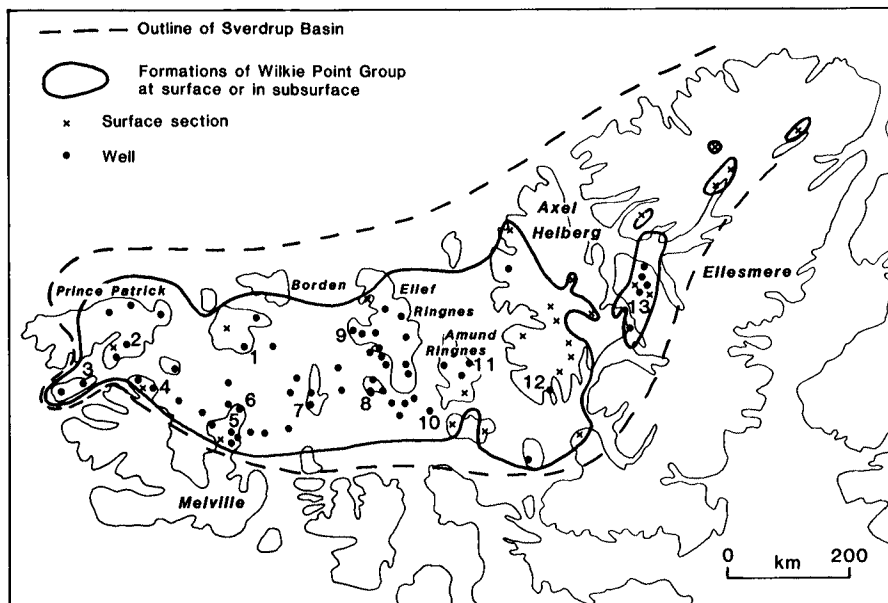 Outline of Sverdrup Basin
Formations of Wilkie Point Group
at surface or in subsurface
x Surface section
Well
Axel
Heiberg
Ellesmere
Prince Patrick
Borden
Ellef
Ringnes
Amund
Ringnes
13
9
2
1
11
3
4
12
6
7
8
5
10
Melville
0 200
km